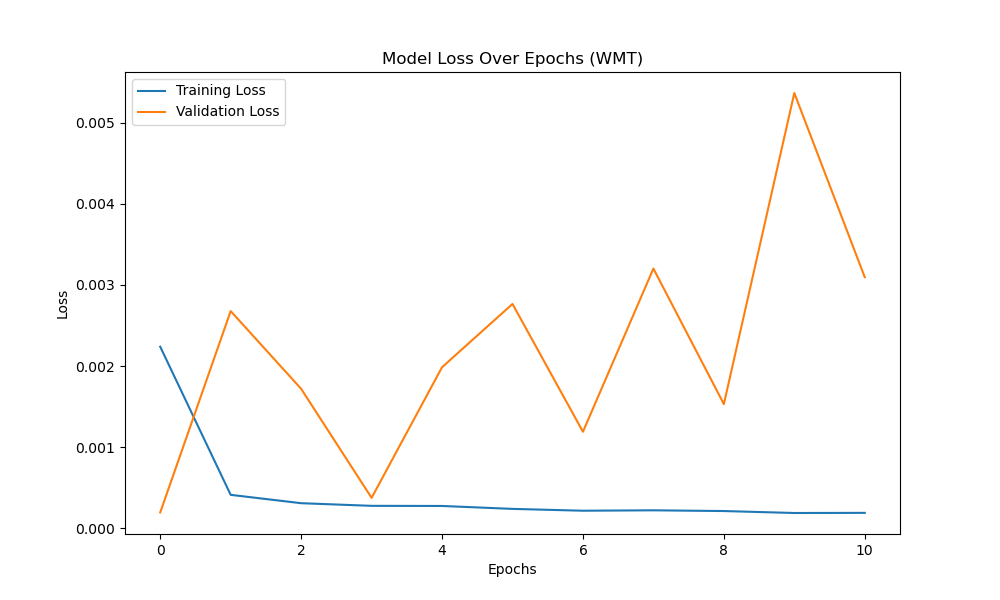 Model Loss Over Epochs (WMT)
Training Loss
Validation Loss
0.005
0.004
0.003
0.002
0.001
0.000
Loss
0 2 4 6 8 10
Epochs